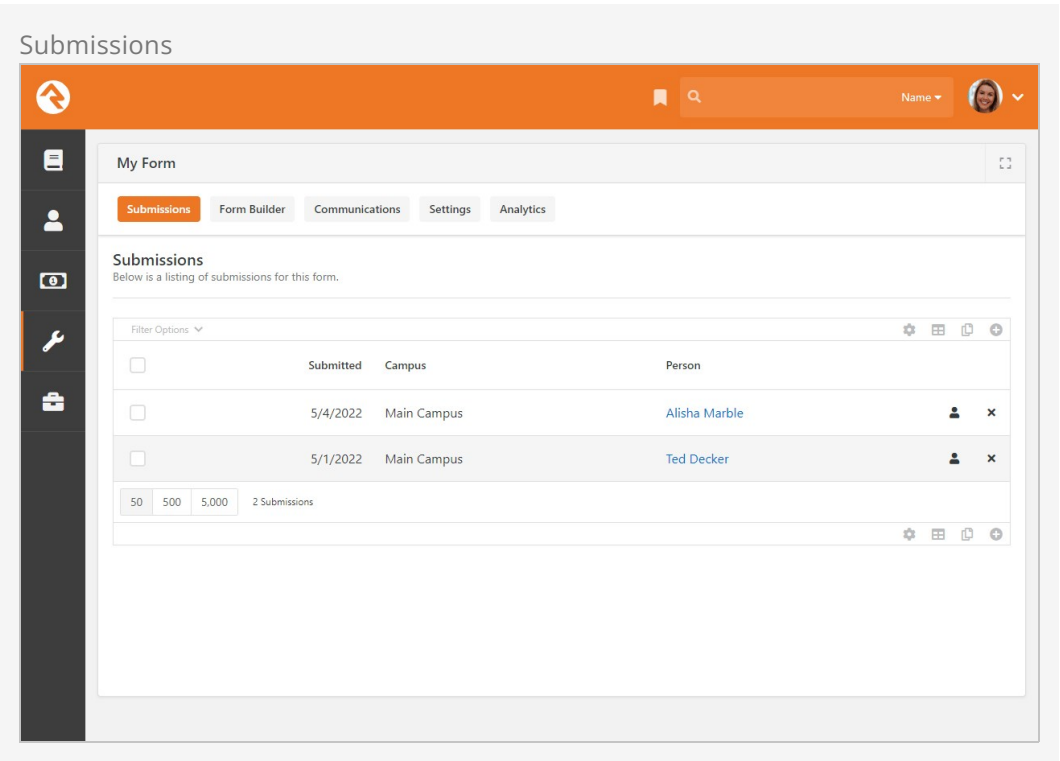 Submissions
Name
My Form
Submissions Form Builder Communications Settings Analytics
Submissions
Below is a listing of submissions for this form.
Filter Options
Submitted Campus Person
5/4/2022 Main Campus Alisha Marble
5/1/2022 Main Campus Ted Decker
50 500 5,000 2 Submissions